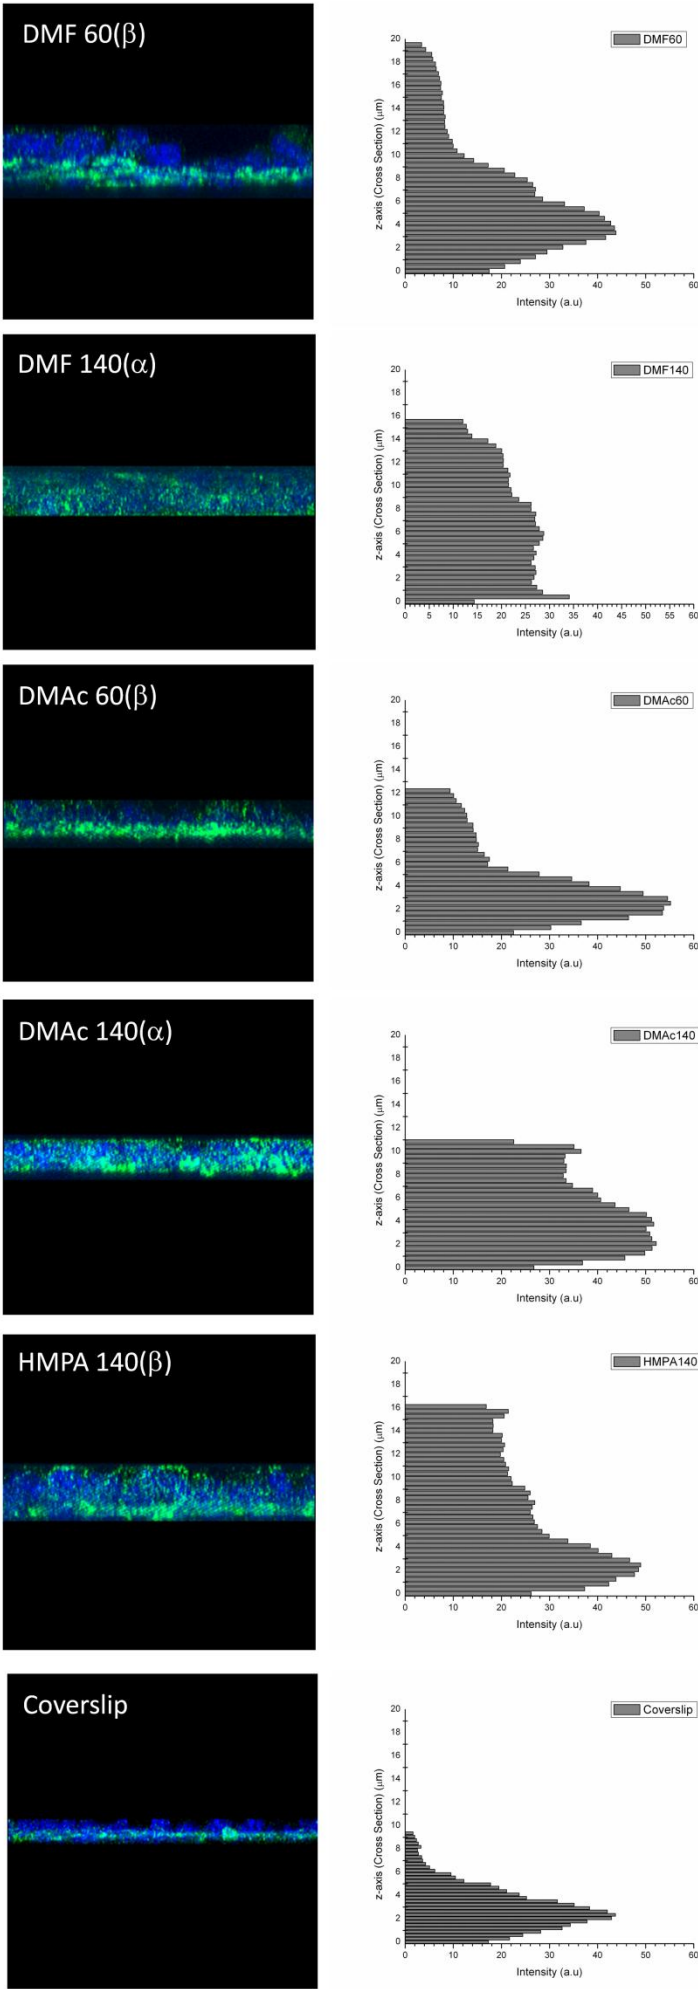 DMF 60(β)
DMF60
20
18
16
14
12
10
8
6
4
2
0
z-axis (Cross Section) (μm)
0 10 20 30 40 50 60
Intensity (a.u)
DMF 140(α)
DMF140
20
18
16
14
12
10
8
6
4
2
0
z-axis (Cross Section) (μm)
0 5 10 15 20 25 30 35 40 45 50 55 60
Intensity (a.u)
DMAc 60(β)
DMAc60
20
18
16
14
12
10
8
6
4
2
0
z-axis (Cross Section) (μm)
0 10 20 30 40 50 60
Intensity (a.u)
DMAc 140(α)
DMAc140
20
18
16
14
12
10
8
6
4
2
0
z-axis (Cross Section) (μm)
0 10 20 30 40 50 60
Intensity (a.u)
HMPA 140(β)
HMPA140
20
18
16
14
12
10
8
6
4
2
0
z-axis (Cross Section) (μm)
0 10 20 30 40 50 60
Intensity (a.u)
Coverslip
Coverslip
20
18
16
14
12
10
8
6
4
2
0
z-axis (Cross Section) (μm)
0 10 20 30 40 50 60
Intensity (a.u)